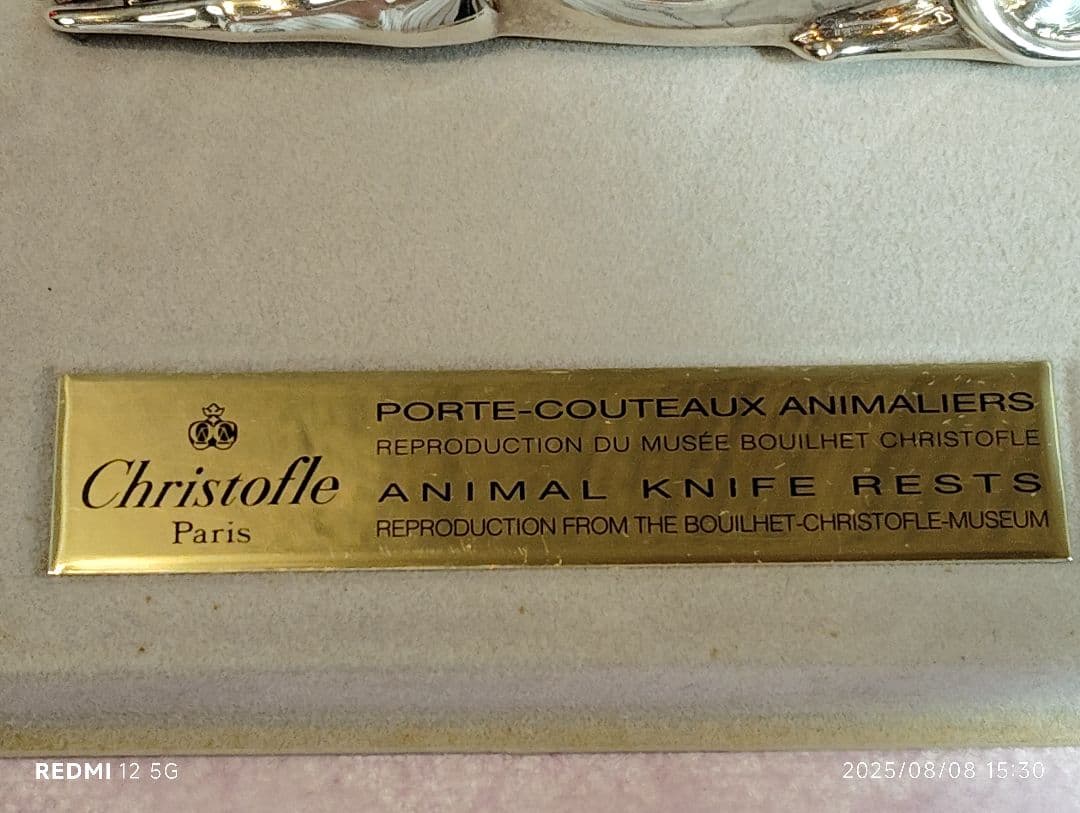 Christofle
Paris
PORTE-COUTEAUX ANIMALIERS
REPRODUCTION DU MUSÉE BOUILHET CHRISTOFLE
ANIMAL KNIFE RESTS
REPRODUCTION FROM THE BOUILHET-CHRISTOFLE-MUSEUM
REDMI 12 5G
2025/08/08 15:30